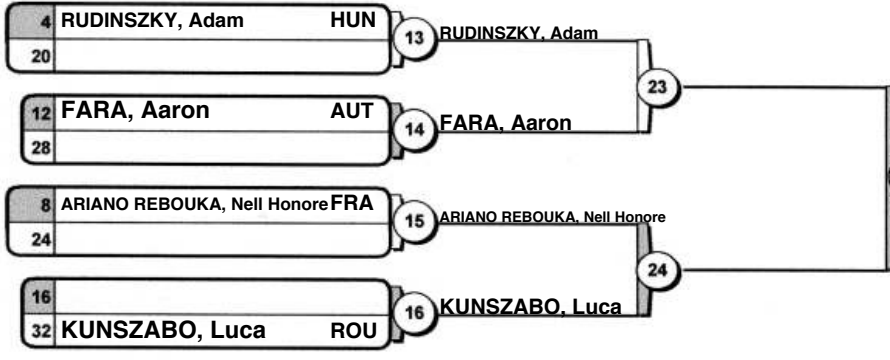 4 RUDINSZKY, Adam HUN
20
13 RUDINSZKY, Adam
12 FARA, Aaron AUT
28
14 FARA, Aaron
23
8 ARIANO REBOUKA, Nell Honore FRA
24
15 ARIANO REBOUKA, Nell Honore
16
32 KUNSZABO, Luca ROU
16 KUNSZABO, Luca
24